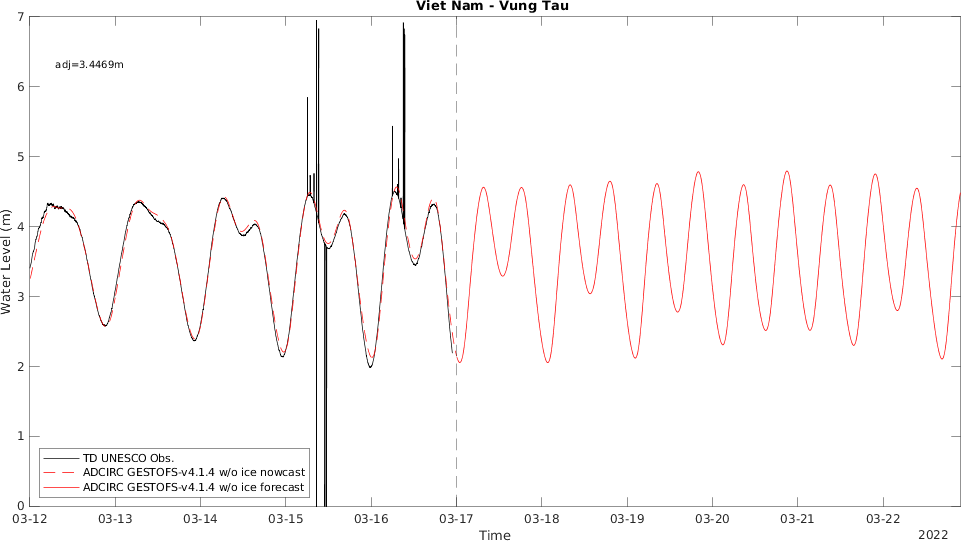 Viet Nam - Vung Tau
7
adj=3.4469m
6
5
4
3
2
1
0
Water Level (m)
TD UNESCO Obs.
ADCIRC GESTOFS-v4.1.4 w/o ice nowcast
ADCIRC GESTOFS-v4.1.4 w/o ice forecast
03-12 03-13 03-14 03-15 03-16 03-17 03-18 03-19 03-20 03-21 03-22
Time
2022